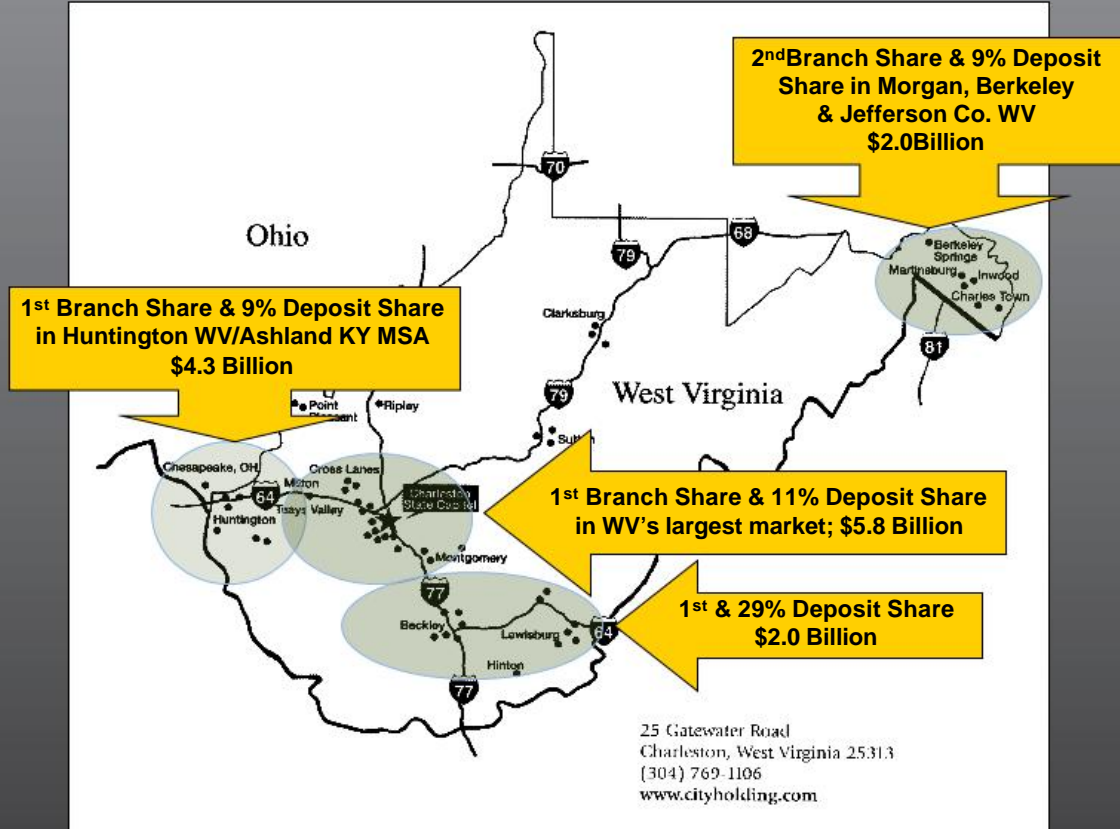 2ndBranch Share & 9% Deposit
Share in Morgan, Berkeley
& Jefferson Co. WV
$2.0Billion
70
Ohio
68
79
Berkeley
Springs
Martinsburg
Inwood
Charles Town
1st Branch Share & 9% Deposit Share
in Huntington WV/Ashland KY MSA
$4.3 Billion
Clarksburg
81
79
West Virginia
Point
Ripley
Chesapeake, OH
Cross Lanes
Milton
64
Teays Valley
Charleston
State Capitol
Huntington
1st Branch Share & 11% Deposit Share
in WV's largest market; $5.8 Billion
Montgomery
77
1st & 29% Deposit Share
$2.0 Billion
Beckley
Lewisburg
64
Hinton
77
25 Gatewater Road
Charleston, West Virginia 25313
(304) 769-1106
www.cityholding.com